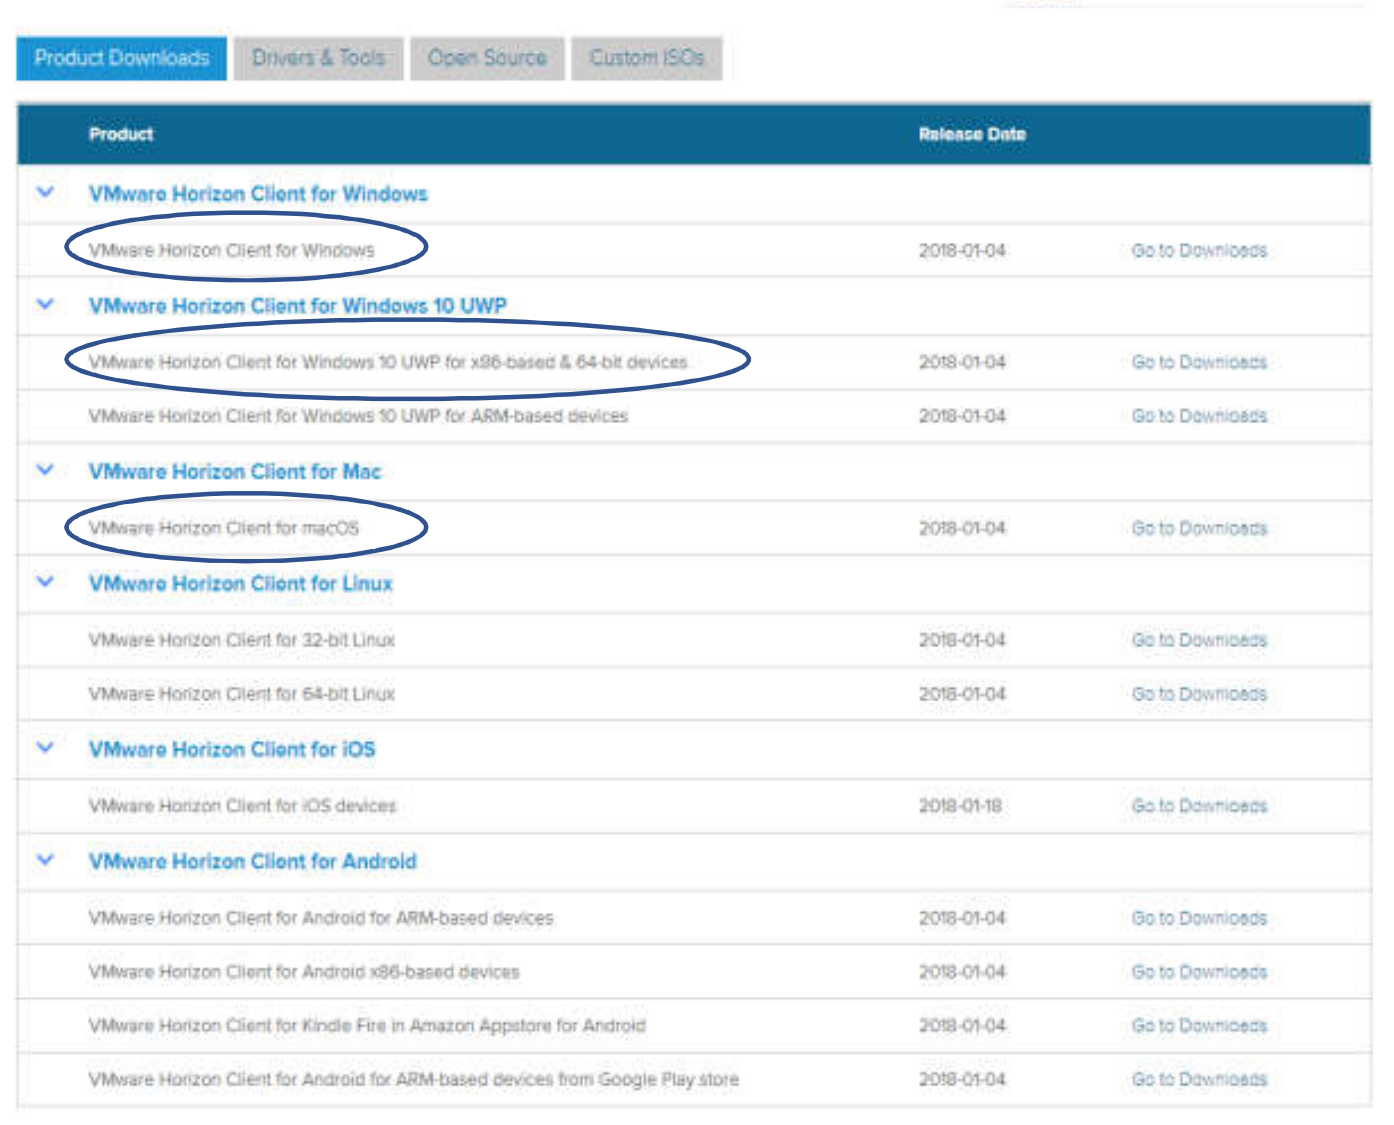 Product Downloads Drivers & Tools Open Source Custom ISOs
Product Release Date
VMware Horizon Client for Windows
VMware Horizon Client for Windows 2018-01-04 Go to Downloads
VMware Horizon Client for Windows 10 UWP
VMware Horizon Client for Windows 10 UWP for x86-based & 64-bit devices 2018-01-04 Go to Downloads
VMware Horizon Client for Windows 10 UWP for ARM-based devices 2018-01-04 Go to Downloads
VMware Horizon Client for Mac
VMware Horizon Client for macOS 2018-01-04 Go to Downloads
VMware Horizon Client for Linux
VMware Horizon Client for 32-bit Linux 2018-01-04 Go to Downloads
VMware Horizon Client for 64-bit Linux 2018-01-04 Go to Downloads
VMware Horizon Client for iOS
VMware Horizon Client for iOS devices 2018-01-18 Go to Downloads
VMware Horizon Client for Android
VMware Horizon Client for Android for ARM-based devices 2018-01-04 Go to Downloads
VMware Horizon Client for Android x86-based devices 2018-01-04 Go to Downloads
VMware Horizon Client for Kindle Fire in Amazon Appstore for Android 2018-01-04 Go to Downloads
VMware Horizon Client for Android for ARM-based devices from Google Play store 2018-01-04 Go to Downloads